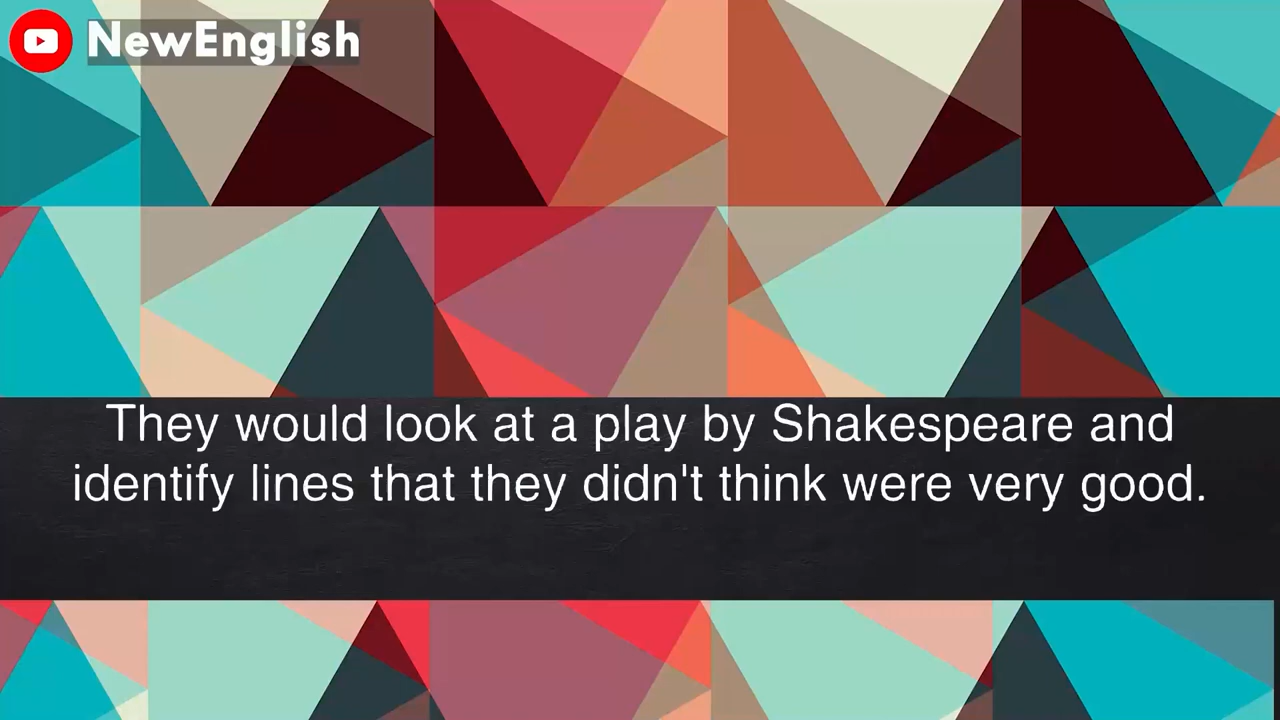 NewEnglish
They would look at a play by Shakespeare and
identify lines that they didn't think were very good.